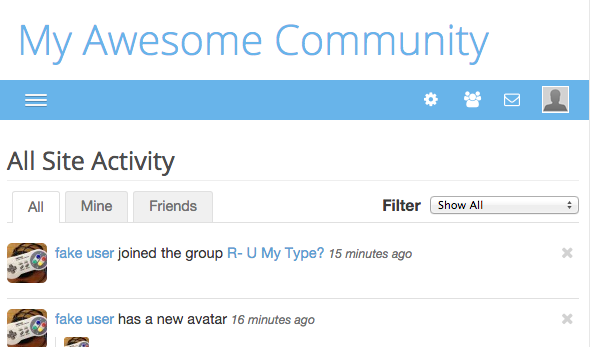 My Awesome Community
All Site Activity
All Mine Friends Filter Show All
fake user joined the group R- U My Type? 15 minutes ago
fake user has a new avatar 16 minutes ago